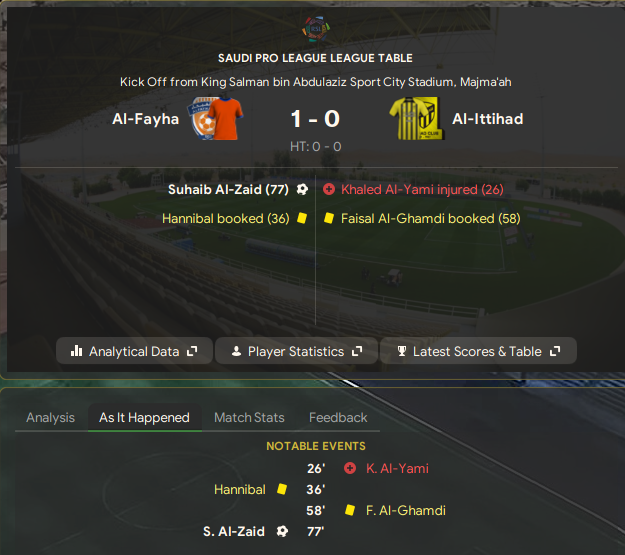 SAUDI PRO LEAGUE LEAGUE TABLE
Kick Off from King Salman bin Abdulaziz Sport City Stadium, Majma'ah
Al-Fayha 1 - 0 Al-Ittihad
HT: 0 - 0
Suhaib Al-Zaid (77) Khaled Al-Yami injured (26)
Hannibal booked (36) Faisal Al-Ghamdi booked (58)
Analytical Data Player Statistics Latest Scores & Table
Analysis As It Happened Match Stats Feedback
NOTABLE EVENTS
26' K. Al-Yami
Hannibal 36'
58' F. Al-Ghamdi
S. Al-Zaid 77'